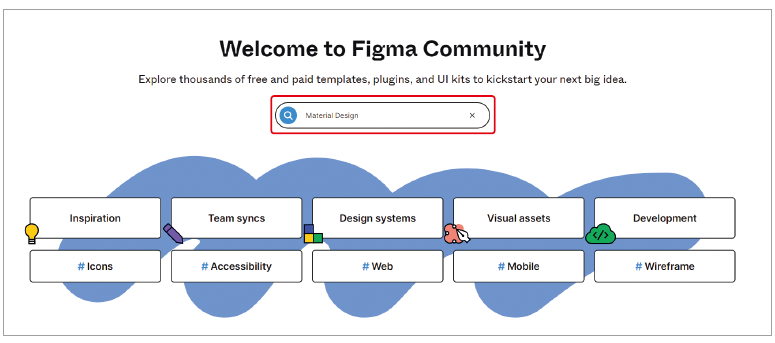 Welcome to Figma Community
Explore thousands of free and paid templates, plugins, and UI kits to kickstart your next big idea.
Material Design
Inspiration
Team syncs
Design systems
Visual assets
Development
# Icons
# Accessibility
# Web
# Mobile
# Wireframe